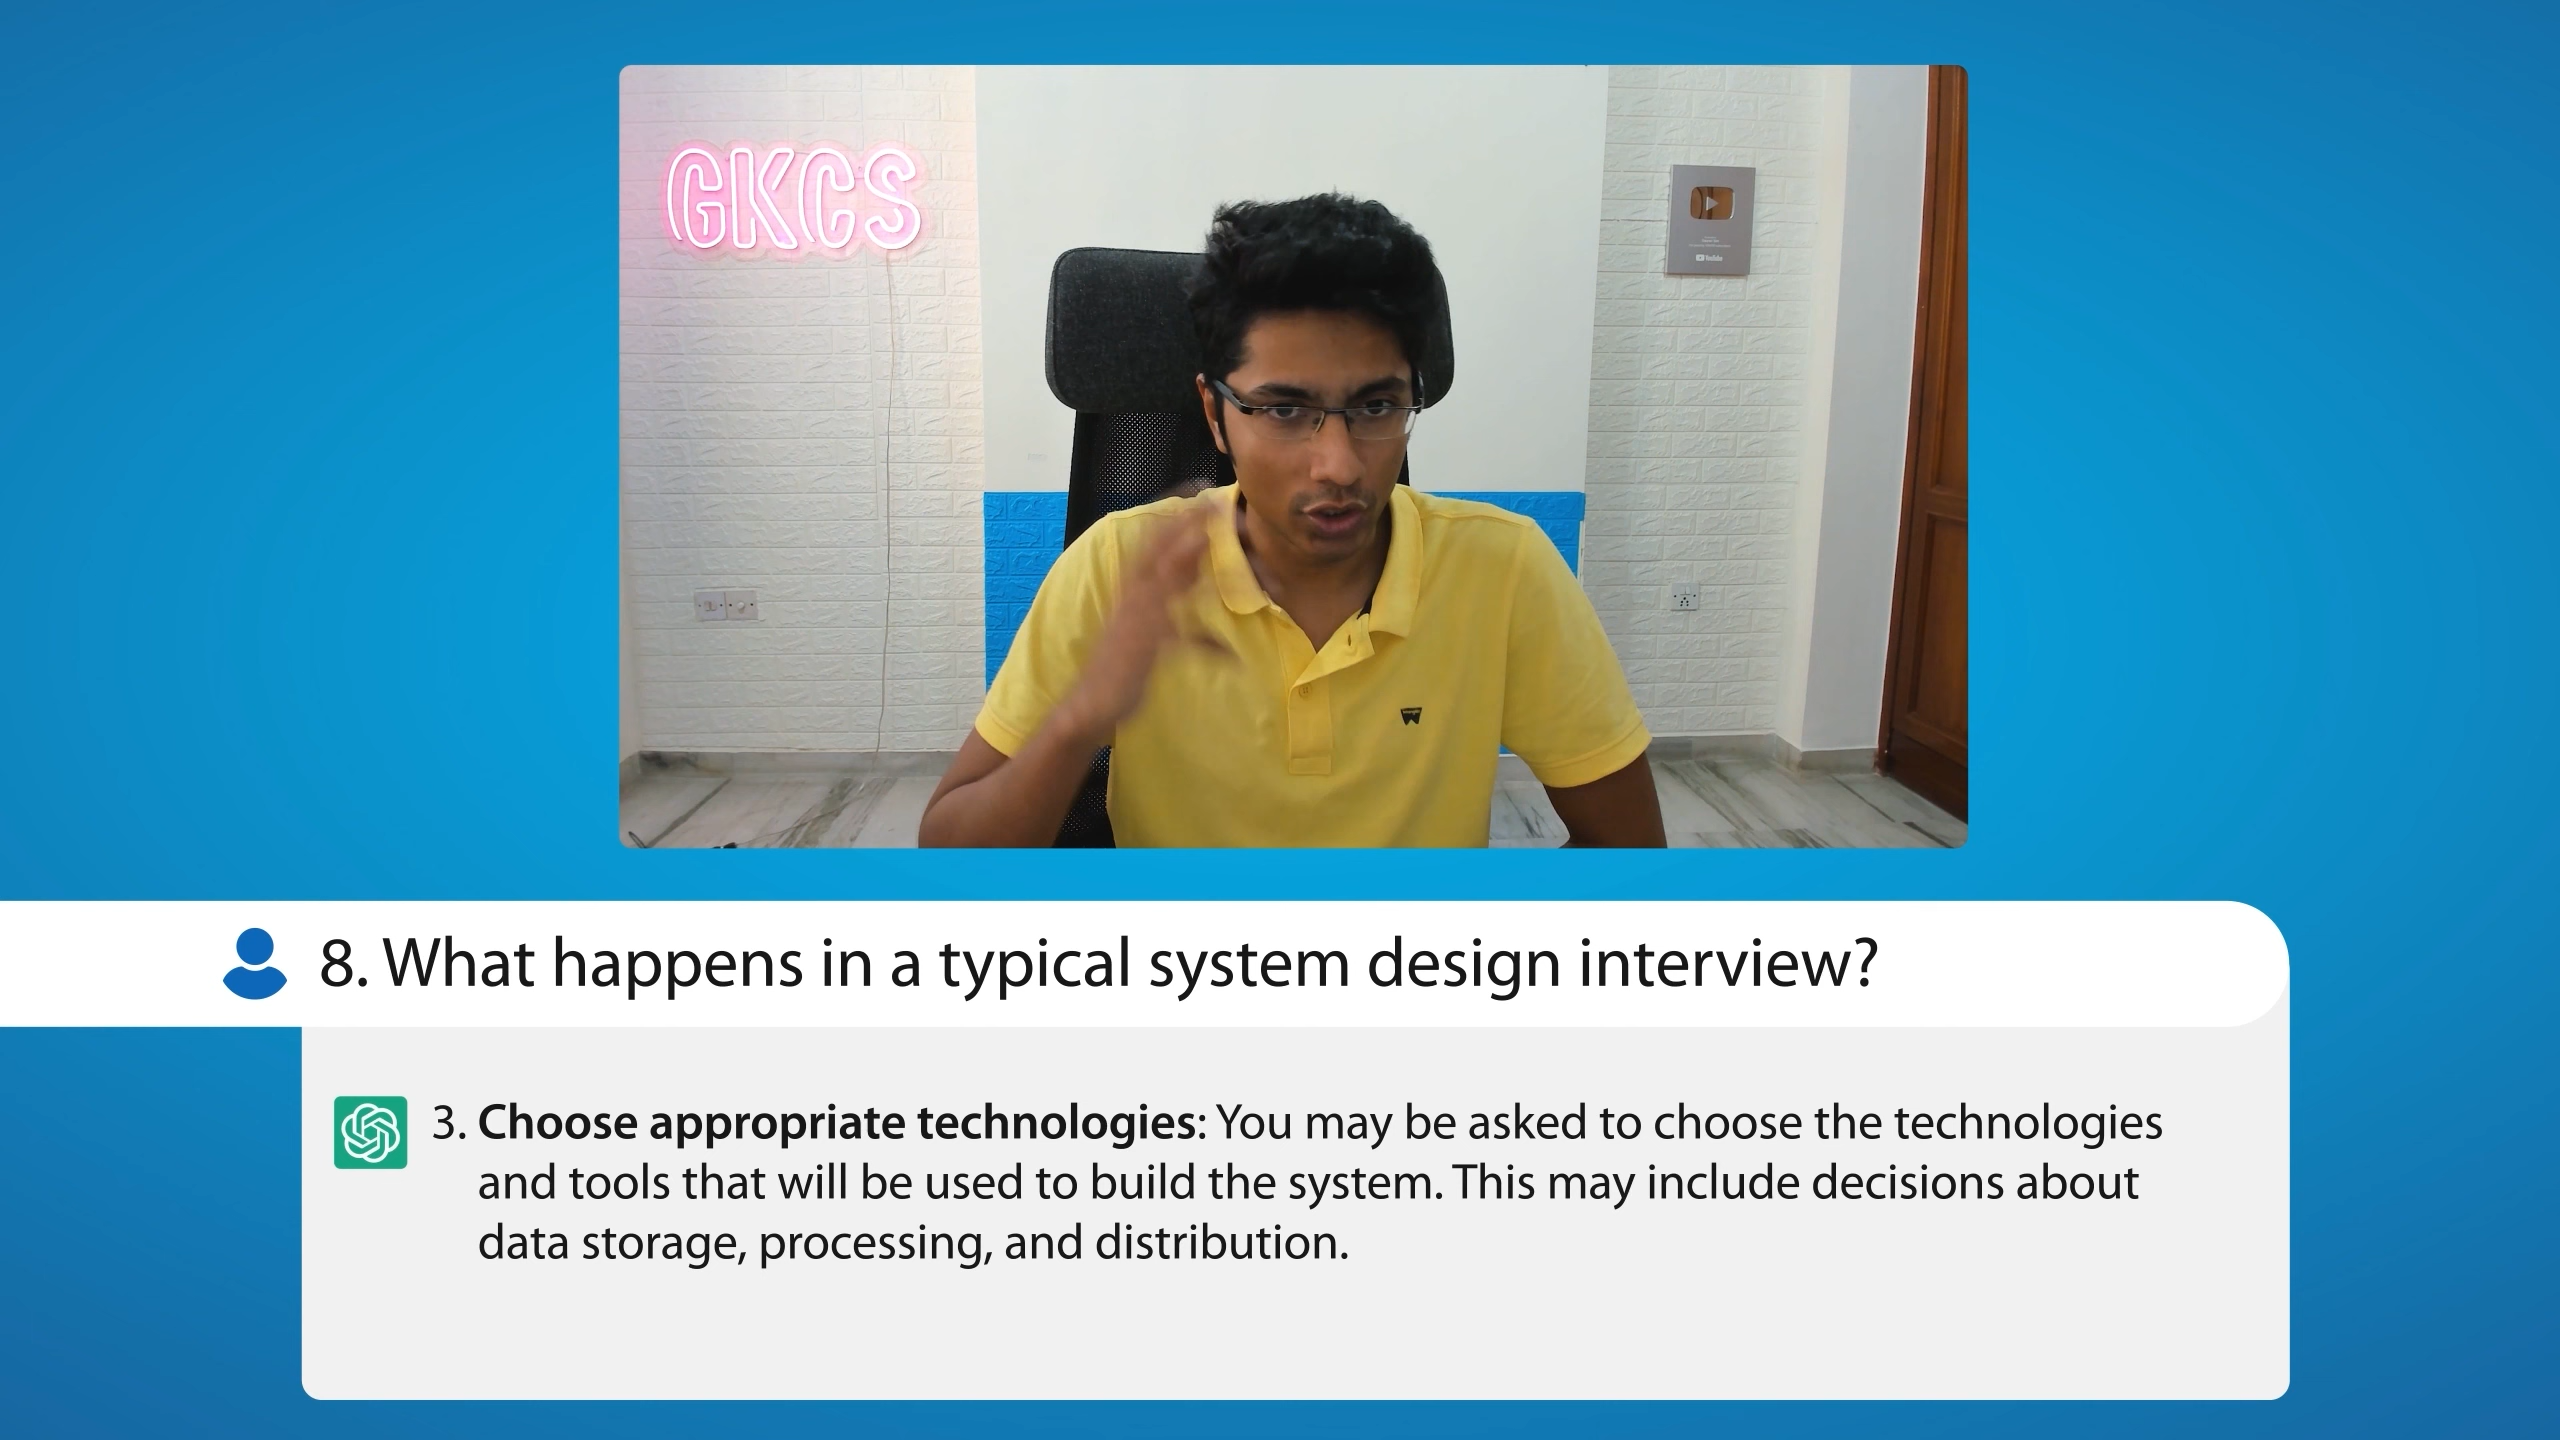 GKCS
YouTube
8. What happens in a typical system design interview?
3. Choose appropriate technologies: You may be asked to choose the technologies
and tools that will be used to build the system. This may include decisions about
data storage, processing, and distribution.